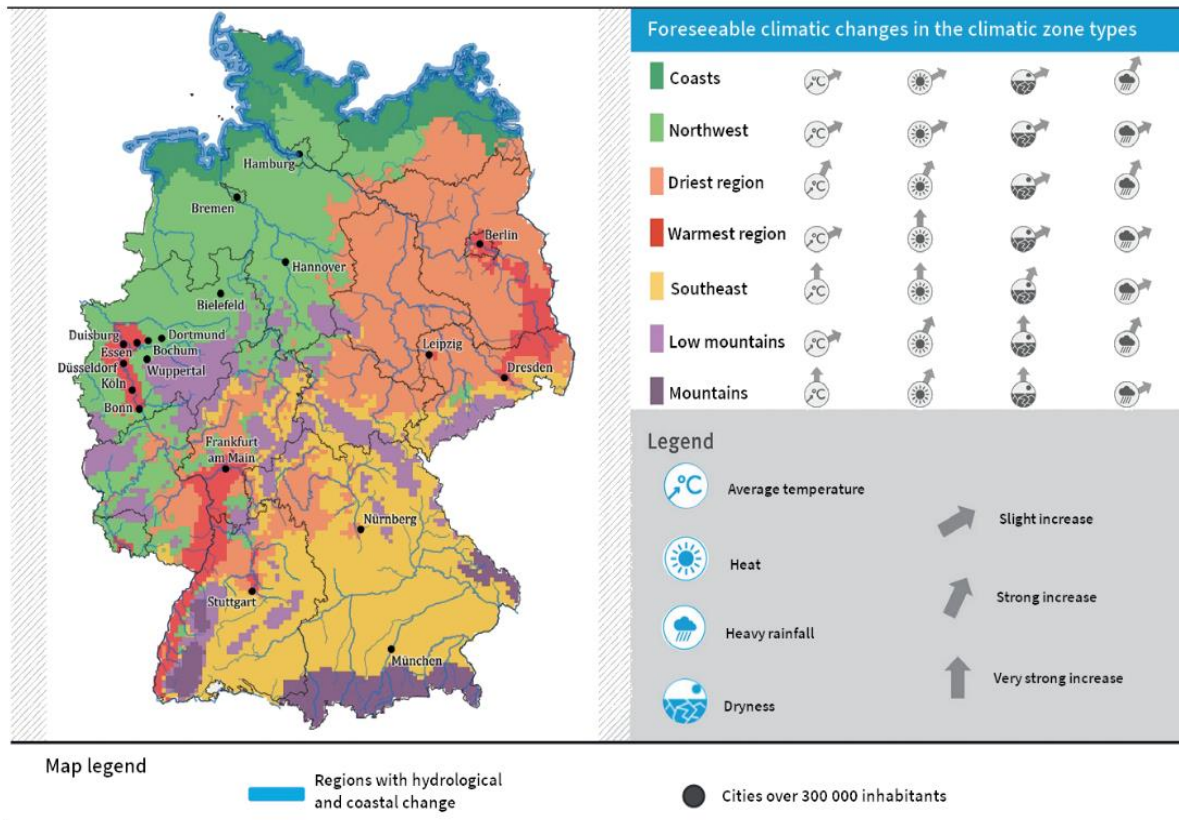 Foreseeable climatic changes in the climatic zone types
Coasts
°C
Northwest
°C
Driest region
°C
Warmest region
°C
Southeast
°C
Low mountains
°C
Mountains
°C
Hamburg
Bremen
Berlin
Hannover
Bielefeld
Duisburg
Dortmund
Essen
Bochum
Düsseldorf
Wuppertal
Köln
Bonn
Leipzig
Dresden
Frankfurt
am Main
Nürnberg
Stuttgart
München
Legend
°C
Average temperature
Slight increase
Heat
Strong increase
Heavy rainfall
Very strong increase
Dryness
Map legend
Regions with hydrological
and coastal change
Cities over 300 000 inhabitants